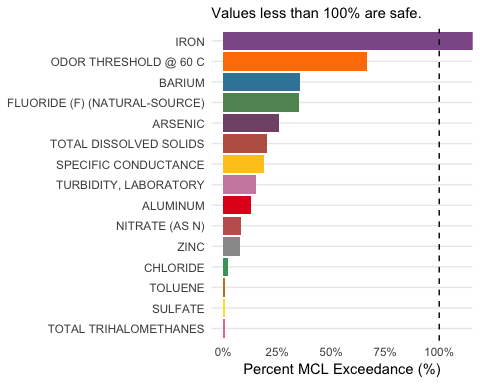 Values less than 100% are safe.
IRON
ODOR THRESHOLD @ 60 C
BARIUM
FLUORIDE (F) (NATURAL-SOURCE)
ARSENIC
TOTAL DISSOLVED SOLIDS
SPECIFIC CONDUCTANCE
TURBIDITY, LABORATORY
ALUMINUM
NITRATE (AS N)
ZINC
CHLORIDE
TOLUENE
SULFATE
TOTAL TRIHALOMETHANES
0% 25% 50% 75% 100%
Percent MCL Exceedance (%)